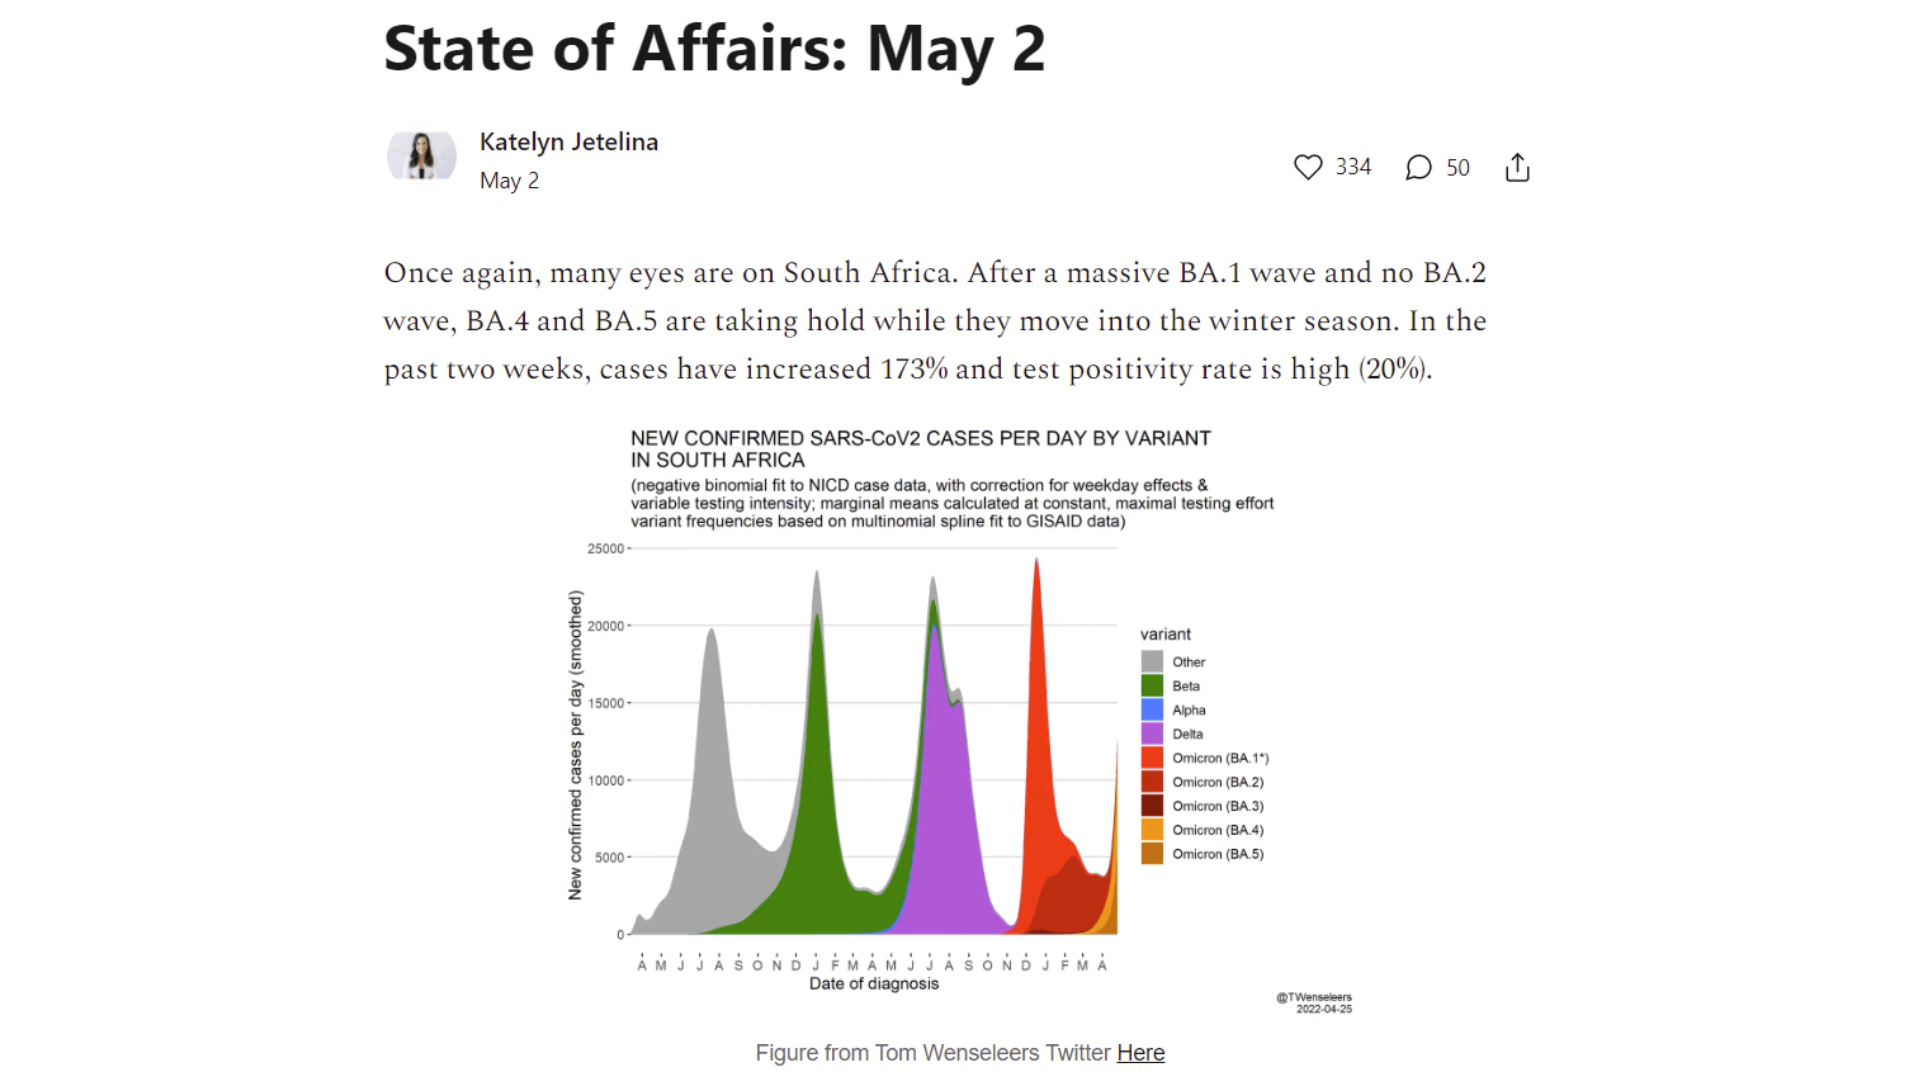 State of Affairs: May 2
Katelyn Jetelina
May 2
334
50
Once again, many eyes are on South Africa. After a massive BA.1 wave and no BA.2
wave, BA.4 and BA.5 are taking hold while they move into the winter season. In the
past two weeks, cases have increased 173% and test positivity rate is high (20%).
NEW CONFIRMED SARS-CoV2 CASES PER DAY BY VARIANT
IN SOUTH AFRICA
(negative binomial fit to NICD case data, with correction for weekday effects &
variable testing intensity; marginal means calculated at constant, maximal testing effort
variant frequencies based on multinomial spline fit to GISAID data)
New confirmed cases per day (smoothed)
25000
20000
15000
10000
5000
0
A M J J A S O N D J F M A M J J A S O N D J F M A
Date of diagnosis
variant
Other
Beta
Alpha
Delta
Omicron (BA.1*)
Omicron (BA.2)
Omicron (BA.3)
Omicron (BA.4)
Omicron (BA.5)
@TWenseleers
2022-04-25
Figure from Tom Wenseleers Twitter Here